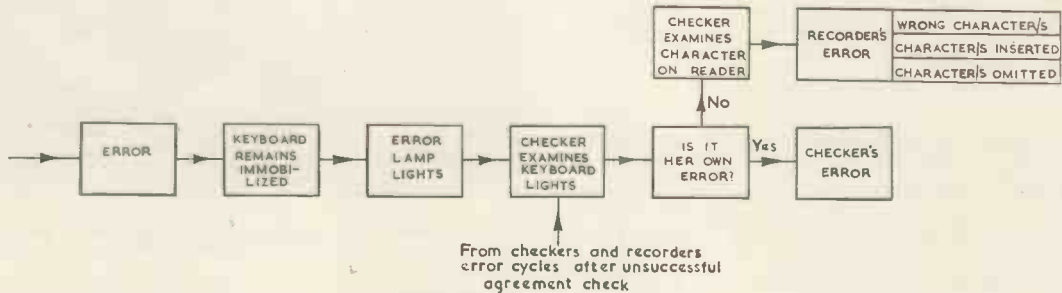 CHECKER
EXAMINES
CHARACTER
ON READER
RECORDER'S
ERROR
WRONG CHARACTER/S
CHARACTER/S INSERTED
CHARACTER/S OMITTED
No
ERROR
KEYBOARD
REMAINS
IMMOBI-
LIZED
ERROR
LAMP
LIGHTS
CHECKER
EXAMINES
KEYBOARD
LIGHTS
IS IT
HER OWN
ERROR?
Yes
CHECKER'S
ERROR
From checkers and recorders
error cycles after unsuccessful
agreement check